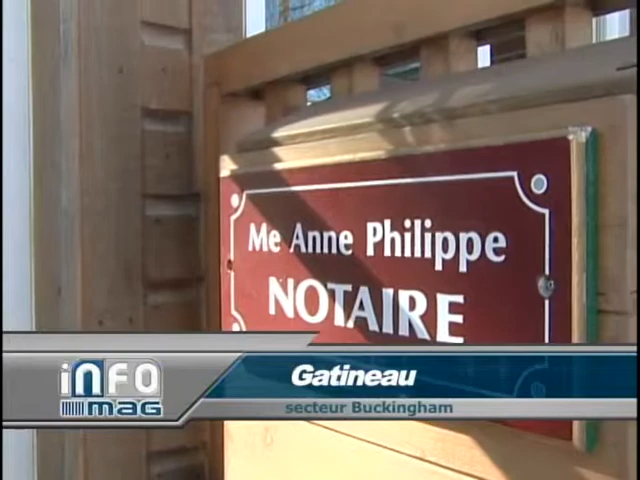 Me Anne Philippe
NOTAIRE
iNFO
mag
Gatineau
secteur Buckingham